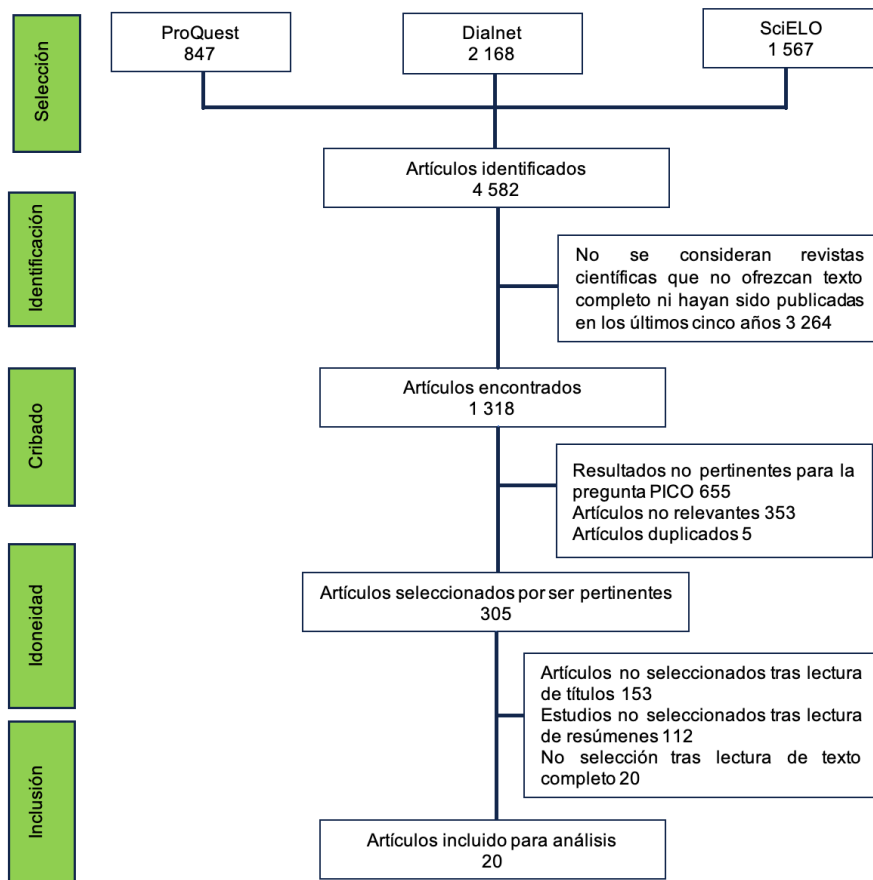 ProQuest
847
Dialnet
2 168
SciELO
1 567
Selección
Artículos identificados
4 582
Identificación
No se consideran revistas
científicas que no ofrezcan texto
completo ni hayan sido publicadas
en los últimos cinco años 3 264
Artículos encontrados
1 318
Cribado
Resultados no pertinentes para la
pregunta PICO 655
Artículos no relevantes 353
Artículos duplicados 5
Artículos seleccionados por ser pertinentes
305
Idoneidad
Artículos no seleccionados tras lectura
de títulos 153
Estudios no seleccionados tras lectura
de resúmenes 112
No selección tras lectura de texto
completo 20
Inclusión
Artículos incluido para análisis
20